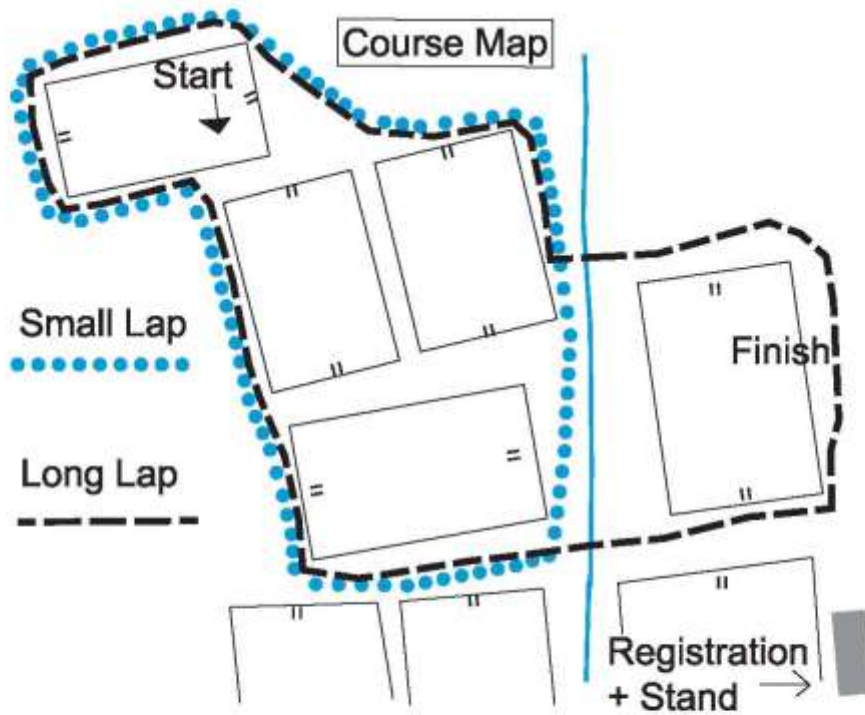 Course Map
Start
Small Lap
Finish
Long Lap
Registration
+ Stand